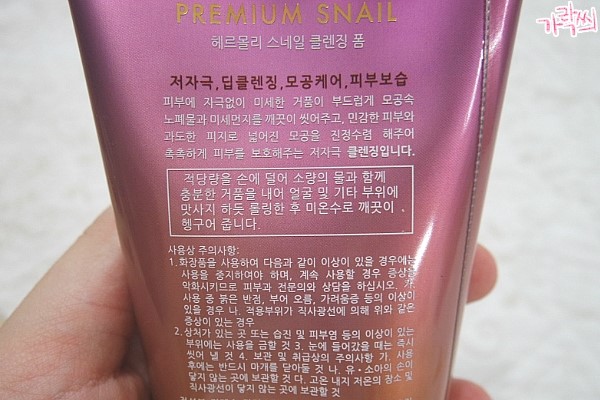 가락찌
PREMIUM SNAIL
헤르몰리 스네일 클렌징 폼
저자극,딥클렌징,모공케어,피부보습
피부에 자극없이 미세한 거품이 부드럽게 모공속
노폐물과 미세먼지를 깨끗이 씻어주고, 민감한 피부와
과도한 피지로 넓어진 모공을 진정수렴 해주어
촉촉하게 피부를 보호해주는 저자극 클렌징입니다.
적당량을 손에 덜어 소량의 물과 함께
충분한 거품을 내어 얼굴 및 기타 부위에
맛사지 하듯 롤링한 후 미온수로 깨끗이
헹구어 줍니다.
사용상 주의사항:
1.화장품을 사용하여 다음과 같이 이상이 있을 경우에는
사용을 중지하여야 하며, 계속 사용할 경우 증상을
악화시키므로 피부과 전문의와 상담을 하십시오. 가.
사용 중 붉은 반점, 부어 오름, 가려움증 등의 이상이
있을 경우 나. 적용부위가 직사광선에 의해 위와 같은
증상이 있는 경우
2.상처가 있는 곳 또는 습진 및 피부염 등의 이상이 있는
부위에는 사용을 금할 것 3. 눈에 들어갔을 때는 즉시
씻어 낼 것 4. 보관 및 취급상의 주의사항 가. 사용
후에는 반드시 마개를 닫아둘 것 나. 유·소아의 손이
닿지 않는 곳에 보관할 것 다. 고온 내지 저온의 장소 및
직사광선이 닿지 않는 곳에 보관할 것